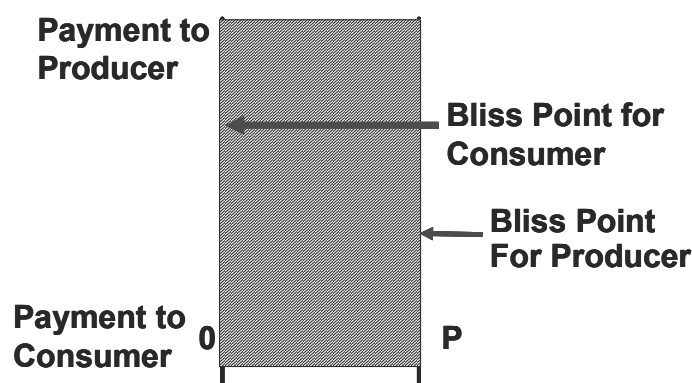 Payment to
Producer
Bliss Point for
Consumer
Bliss Point
For Producer
Payment to
Consumer
0
P